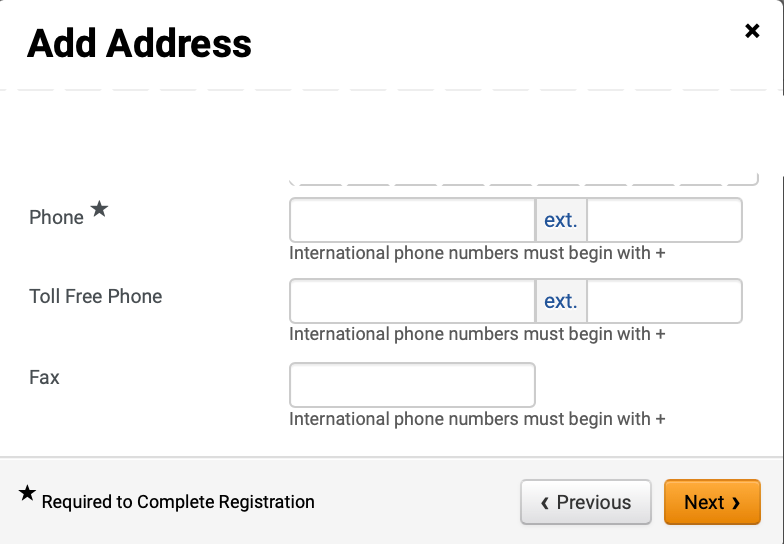 Add Address
×
Phone ★
ext.
International phone numbers must begin with +
Toll Free Phone
ext.
International phone numbers must begin with +
Fax
International phone numbers must begin with +
★ Required to Complete Registration
‹ Previous
Next ›